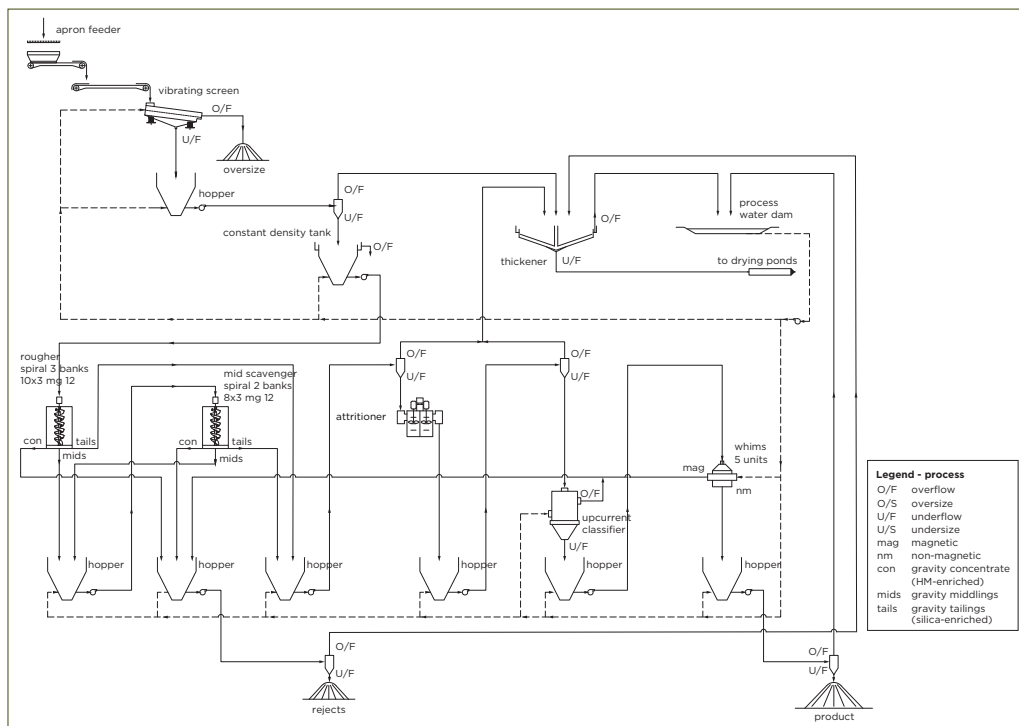 apron feeder
vibrating screen
O/F
U/F
oversize
hopper
O/F
U/F
constant density tank
O/F
O/F
process
water dam
thickener
U/F
to drying ponds
rougher
spiral 3 banks
10x3 mg 12
mid scavenger
spiral 2 banks
8x3 mg 12
O/F
U/F
O/F
U/F
attritioner
con
tails
mids
con
tails
mids
whims
5 units
mag
nm
O/F
upcurrent
classifier
U/F
hopper
hopper
hopper
hopper
hopper
hopper
O/F
U/F
rejects
O/F
U/F
product
Legend - process
O/F overflow
O/S oversize
U/F underflow
U/S undersize
mag magnetic
nm non-magnetic
con gravity concentrate
(HM-enriched)
mids gravity middlings
tails gravity tailings
(silica-enriched)